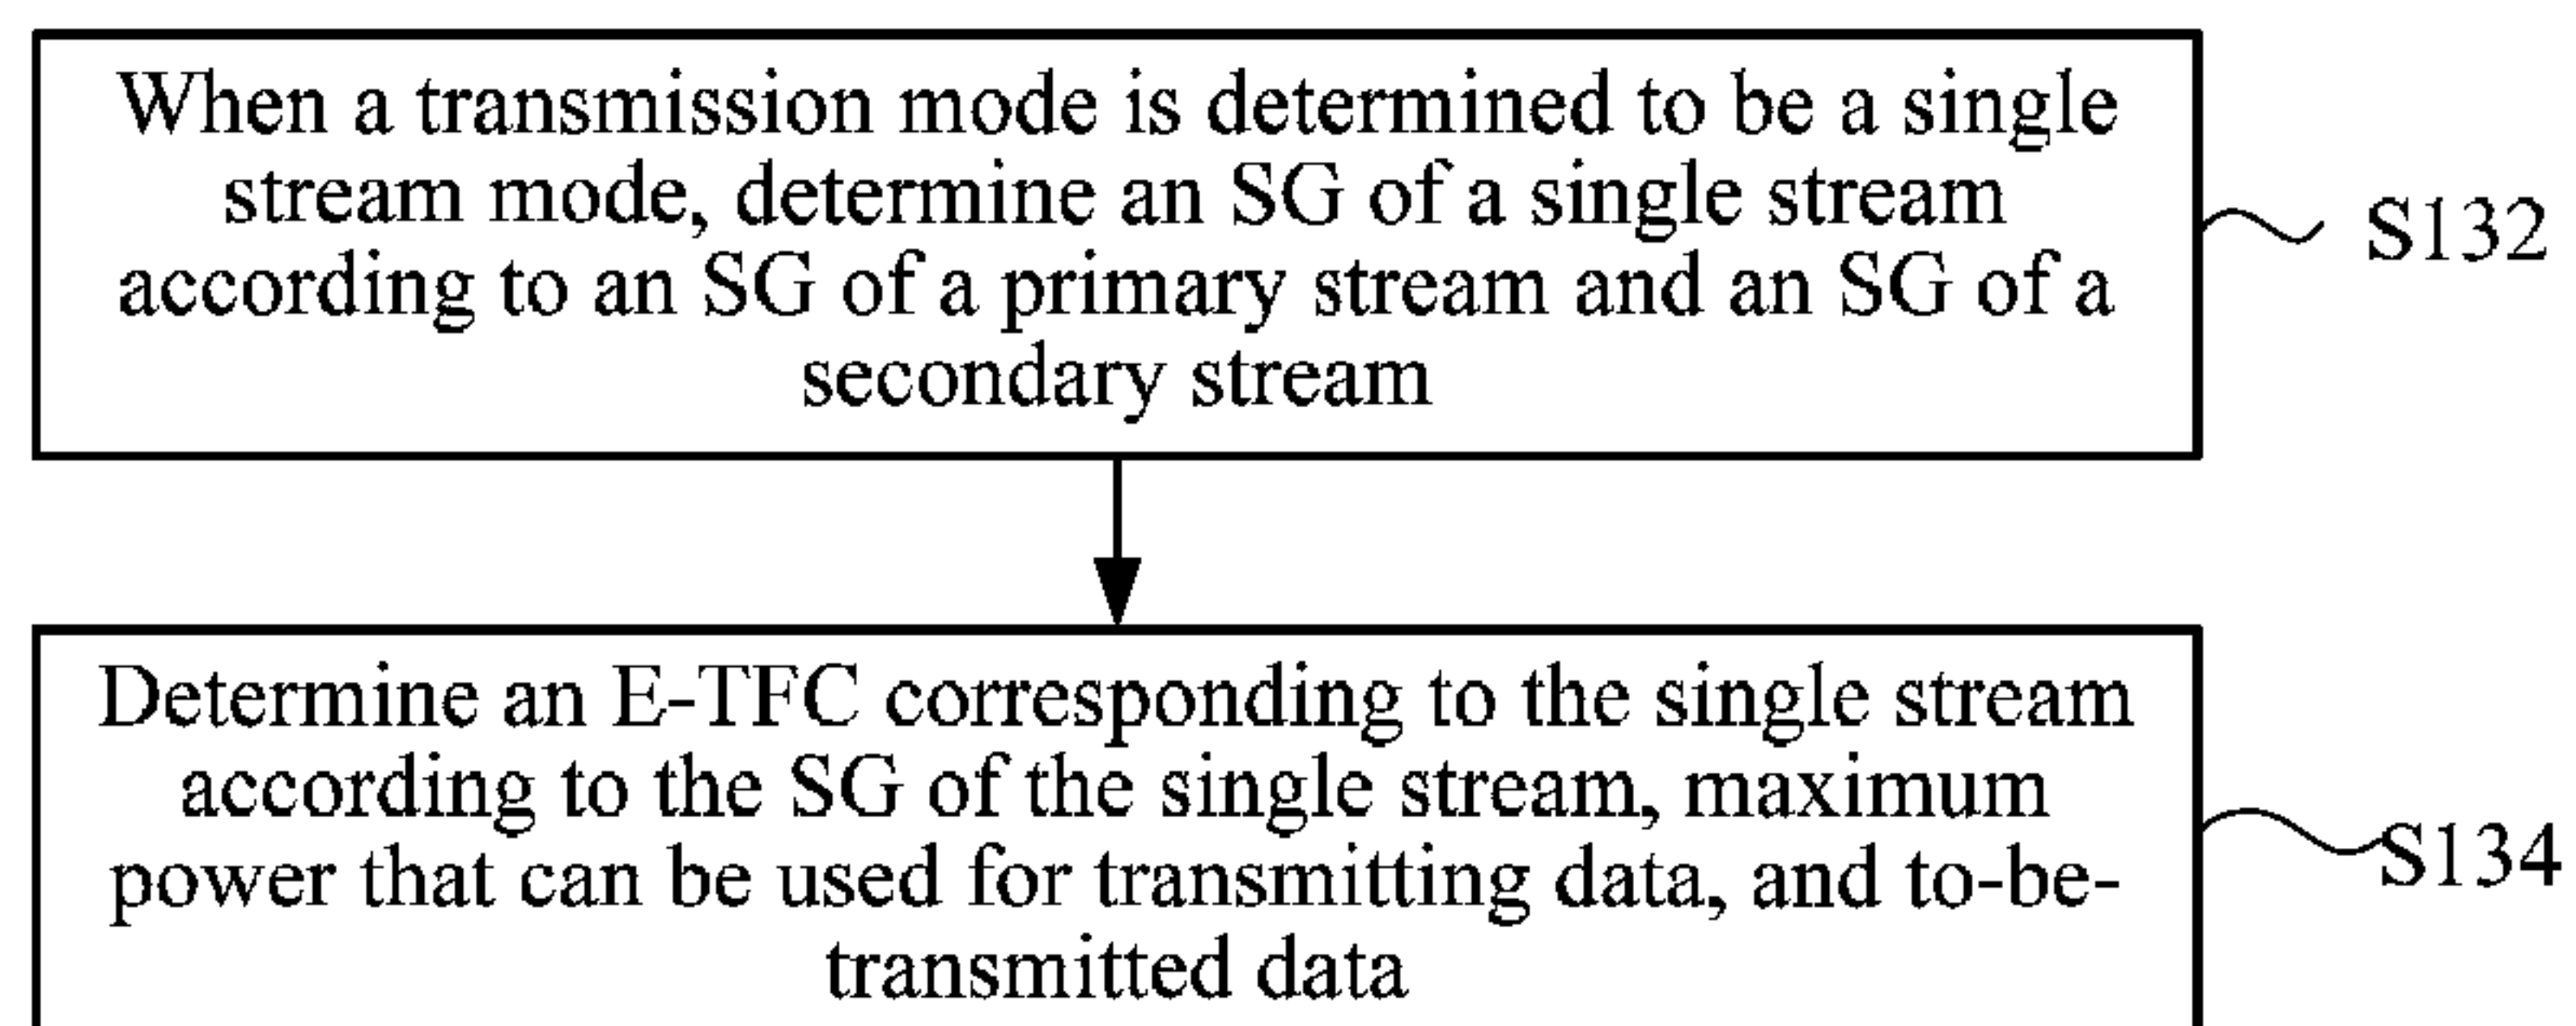 When a transmission mode is determined to be a single
stream mode, determine an SG of a single stream
according to an SG of a primary stream and an SG of a
secondary stream
S132
Determine an E-TFC corresponding to the single stream
according to the SG of the single stream, maximum
power that can be used for transmitting data, and to-be-
transmitted data
S134